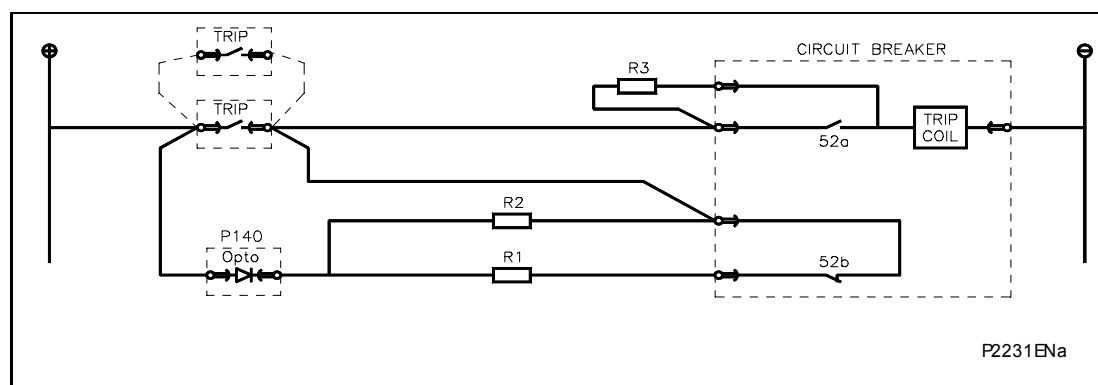 TRIP
CIRCUIT BREAKER
R3
TRIP
52a
TRIP
COIL
R2
P140
Opto
R1
52b
P2231ENa